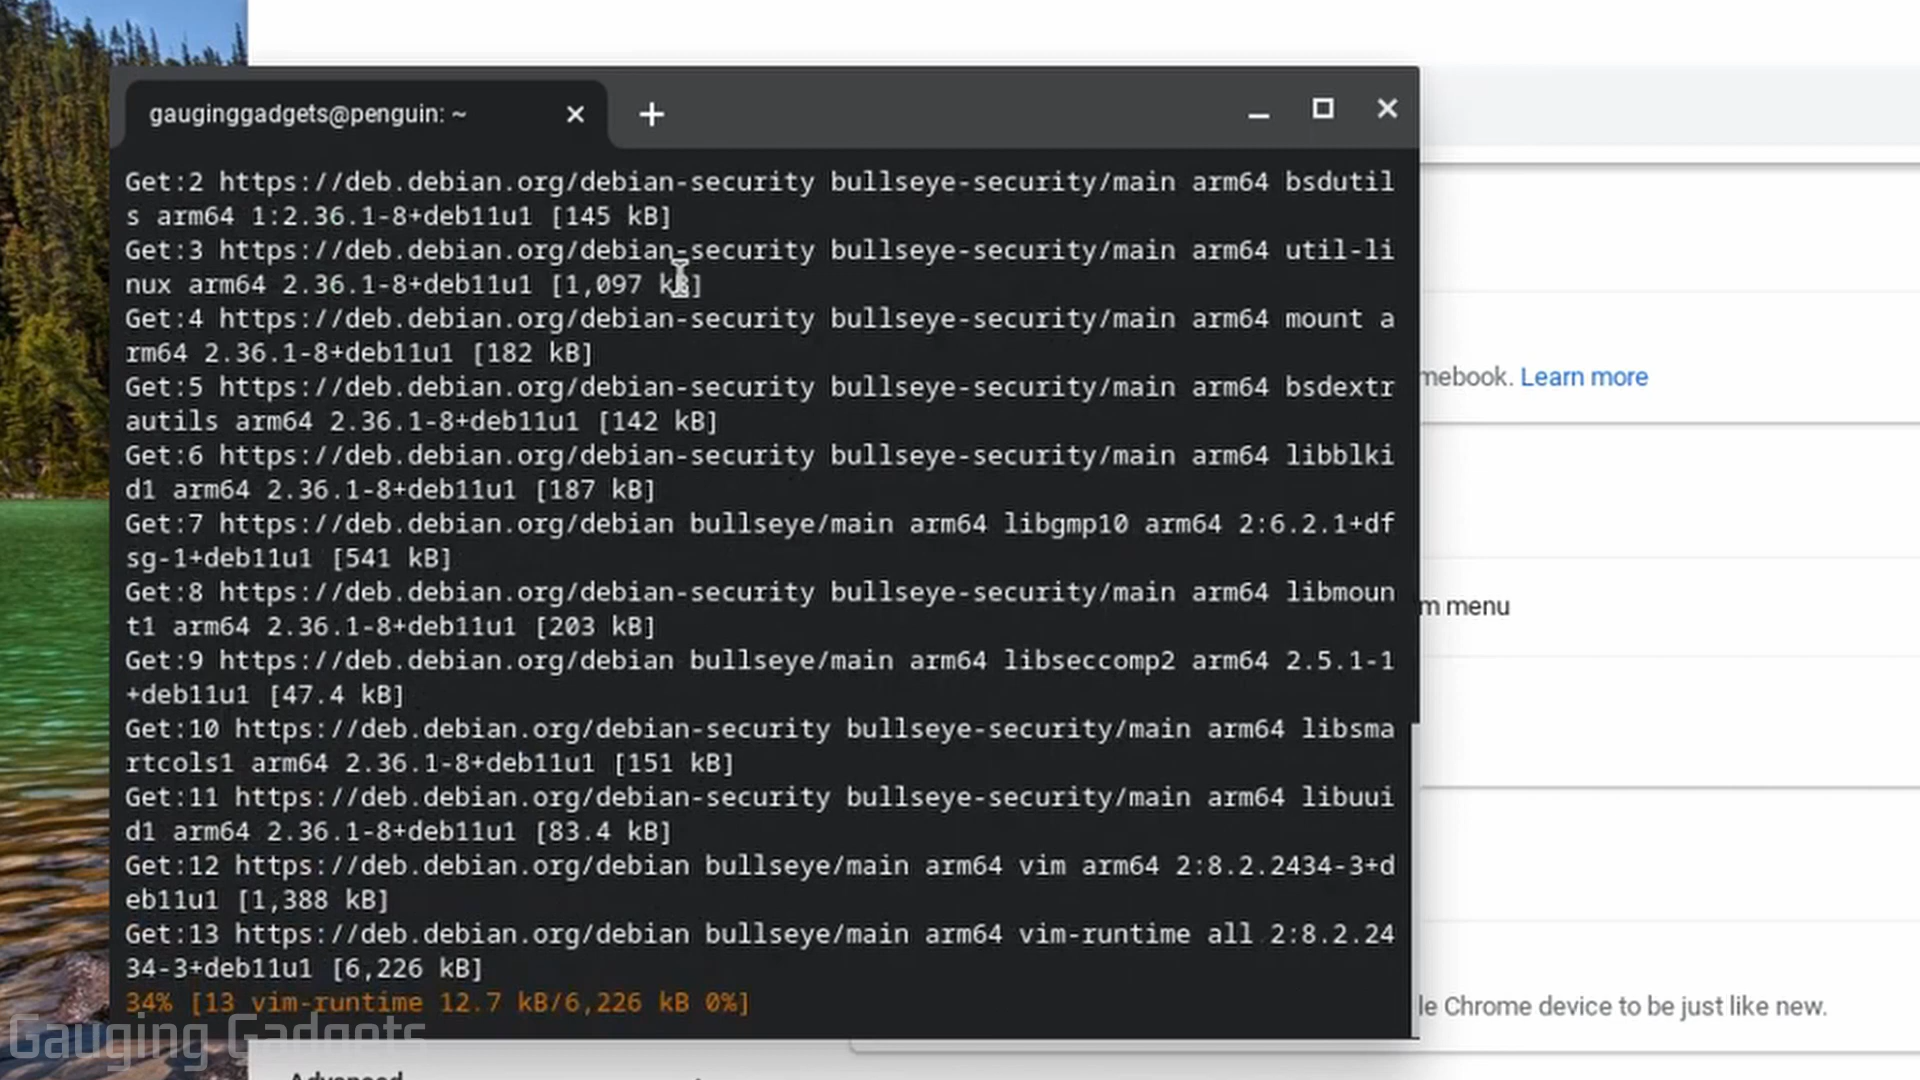 gauginggadgets@penguin: ~
Get:2 https://deb.debian.org/debian-security bullseye-security/main arm64 bsdutil
s arm64 1:2.36.1-8+deb11u1 [145 kB]
Get:3 https://deb.debian.org/debian-security bullseye-security/main arm64 util-li
nux arm64 2.36.1-8+deb11u1 [1,097 kB]
Get:4 https://deb.debian.org/debian-security bullseye-security/main arm64 mount a
rm64 2.36.1-8+deb11u1 [182 kB]
mebook. Learn more
Get:5 https://deb.debian.org/debian-security bullseye-security/main arm64 bsdextr
autils arm64 2.36.1-8+deb11u1 [142 kB]
Get:6 https://deb.debian.org/debian-security bullseye-security/main arm64 libblki
d1 arm64 2.36.1-8+deb11u1 [187 kB]
Get:7 https://deb.debian.org/debian bullseye/main arm64 libgmp10 arm64 2:6.2.1+df
sg-1+deb11u1 [541 kB]
Get:8 https://deb.debian.org/debian-security bullseye-security/main arm64 libmoun
t1 arm64 2.36.1-8+deb11u1 [203 kB]
m menu
Get:9 https://deb.debian.org/debian bullseye/main arm64 libseccomp2 arm64 2.5.1-1
+deb11u1 [47.4 kB]
Get:10 https://deb.debian.org/debian-security bullseye-security/main arm64 libsma
rtcols1 arm64 2.36.1-8+deb11u1 [151 kB]
Get:11 https://deb.debian.org/debian-security bullseye-security/main arm64 libuui
d1 arm64 2.36.1-8+deb11u1 [83.4 kB]
Get:12 https://deb.debian.org/debian bullseye/main arm64 vim arm64 2:8.2.2434-3+d
eb11u1 [1,388 kB]
Get:13 https://deb.debian.org/debian bullseye/main arm64 vim-runtime all 2:8.2.24
34-3+deb11u1 [6,226 kB]
34% [13 vim-runtime 12.7 kB/6,226 kB 0%]
le Chrome device to be just like new.
Gauging Gadgets
Advanced